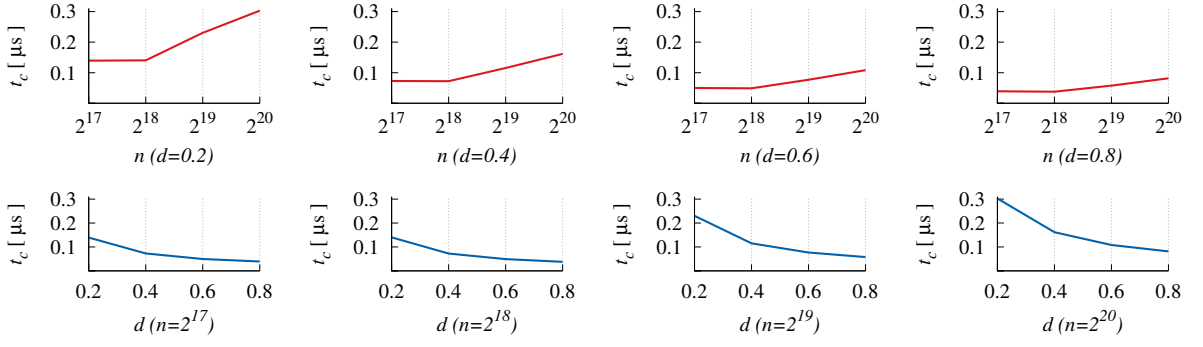 0.3 0.3 0.3 0.3
0.2 0.2 0.2 0.2
t_c [ µs ] t_c [ µs ] t_c [ µs ] t_c [ µs ]
0.1 0.1 0.1 0.1
2^17 2^18 2^19 2^20 2^17 2^18 2^19 2^20 2^17 2^18 2^19 2^20 2^17 2^18 2^19 2^20
n (d=0.2) n (d=0.4) n (d=0.6) n (d=0.8)
0.3 0.3 0.3 0.3
0.2 0.2 0.2 0.2
t_c [ µs ] t_c [ µs ] t_c [ µs ] t_c [ µs ]
0.1 0.1 0.1 0.1
0.2 0.4 0.6 0.8 0.2 0.4 0.6 0.8 0.2 0.4 0.6 0.8 0.2 0.4 0.6 0.8
d (n=2^17) d (n=2^18) d (n=2^19) d (n=2^20)